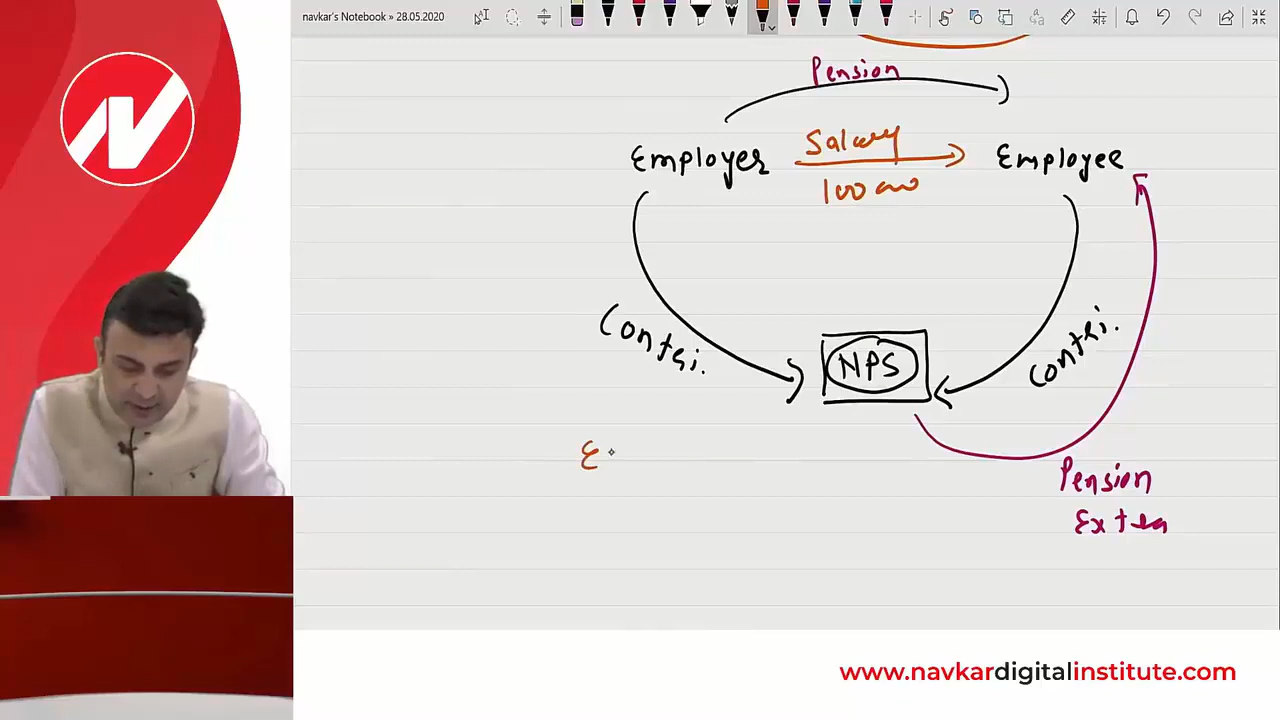 navkar's Notebook » 28.05.2020
Pension
Employer Salary Employee
100000
Contri. NPS Contri.
Pension
Extra
E
www.navkardigitalinstitute.com